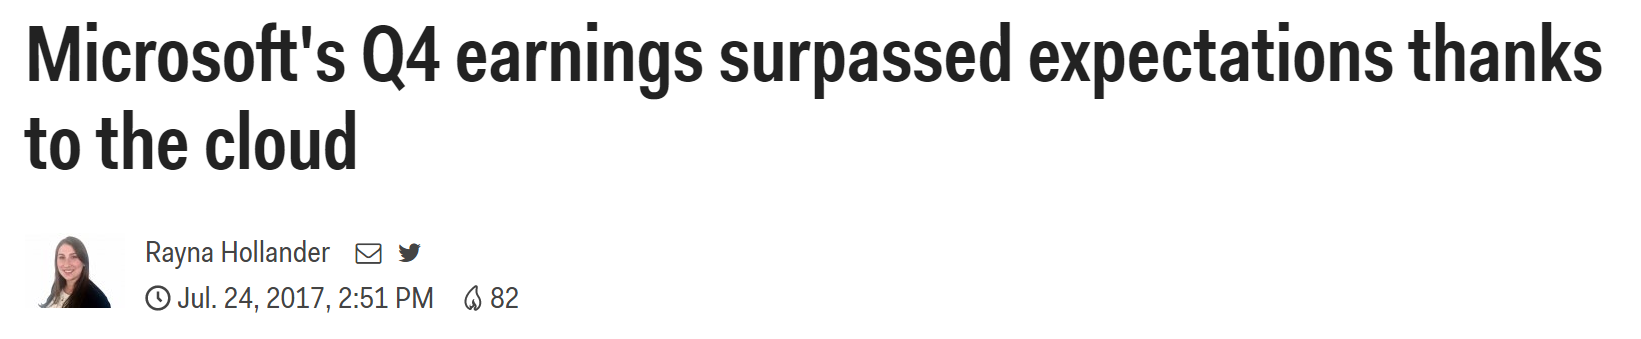 Microsoft's Q4 earnings surpassed expectations thanks
to the cloud
Rayna Hollander
Jul. 24, 2017, 2:51 PM 82